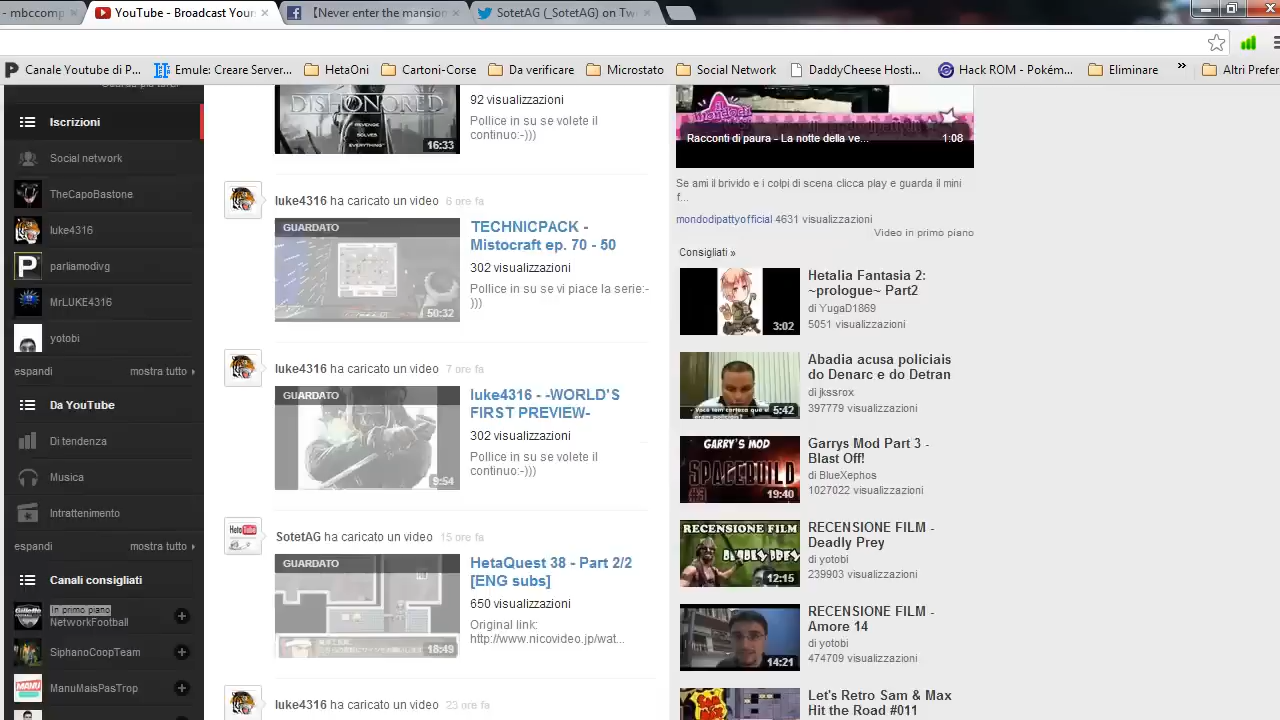 - mbccomp
YouTube - Broadcast Your
【Never enter the mansion
SotetAG (_SotetAG) on Tw
Canale Youtube di P...
Emule: Creare Server...
HetaOni
Cartoni-Corse
Da verificare
Microstato
Social Network
DaddyCheese Hosti...
Hack ROM - Pokém...
Eliminare
»
Altri Prefer
Iscrizioni
Social network
TheCapoBastone
luke4316
parliamodivg
MrLUKE4316
yotobi
espandi
mostra tutto
Da YouTube
Di tendenza
Musica
Intrattenimento
espandi
mostra tutto
Canali consigliati
In primo piano
NetworkFootball
SiphanoCoopTeam
ManuMaisPasTrop
DISHONORED
REVENGE
SOLVES
EVERYTHING
16:33
92 visualizzazioni
Pollice in su se volete il
continuo:-)))
luke4316 ha caricato un video 6 ore fa
GUARDATO
50:32
TECHNICPACK -
Mistocraft ep. 70 - 50
302 visualizzazioni
Pollice in su se vi piace la serie:-
)))
luke4316 ha caricato un video 7 ore fa
GUARDATO
9:54
luke4316 - -WORLD'S
FIRST PREVIEW-
302 visualizzazioni
Pollice in su se volete il
continuo:-)))
SotetAG ha caricato un video 15 ore fa
GUARDATO
18:49
HetaQuest 38 - Part 2/2
[ENG subs]
650 visualizzazioni
Original link:
http://www.nicovideo.jp/wat...
luke4316 ha caricato un video 23 ore fa
Racconti di paura - La notte della ve...
1:08
Se ami il brivido e i colpi di scena clicca play e guarda il mini
f...
mondodipattyofficial 4631 visualizzazioni
Video in primo piano
Consigliati »
3:02
Hetalia Fantasia 2:
~prologue~ Part2
di YugaD1869
5051 visualizzazioni
5:42
Abadia acusa policiais
do Denarc e do Detran
di jkssrox
397779 visualizzazioni
GARRY'S MOD
SPACEBUILD
#3
19:40
Garrys Mod Part 3 -
Blast Off!
di BlueXephos
1027022 visualizzazioni
RECENSIONE FILM
DEADLY PREY
12:15
RECENSIONE FILM -
Deadly Prey
di yotobi
239903 visualizzazioni
14:21
RECENSIONE FILM -
Amore 14
di yotobi
474709 visualizzazioni
Let's Retro Sam & Max
Hit the Road #011